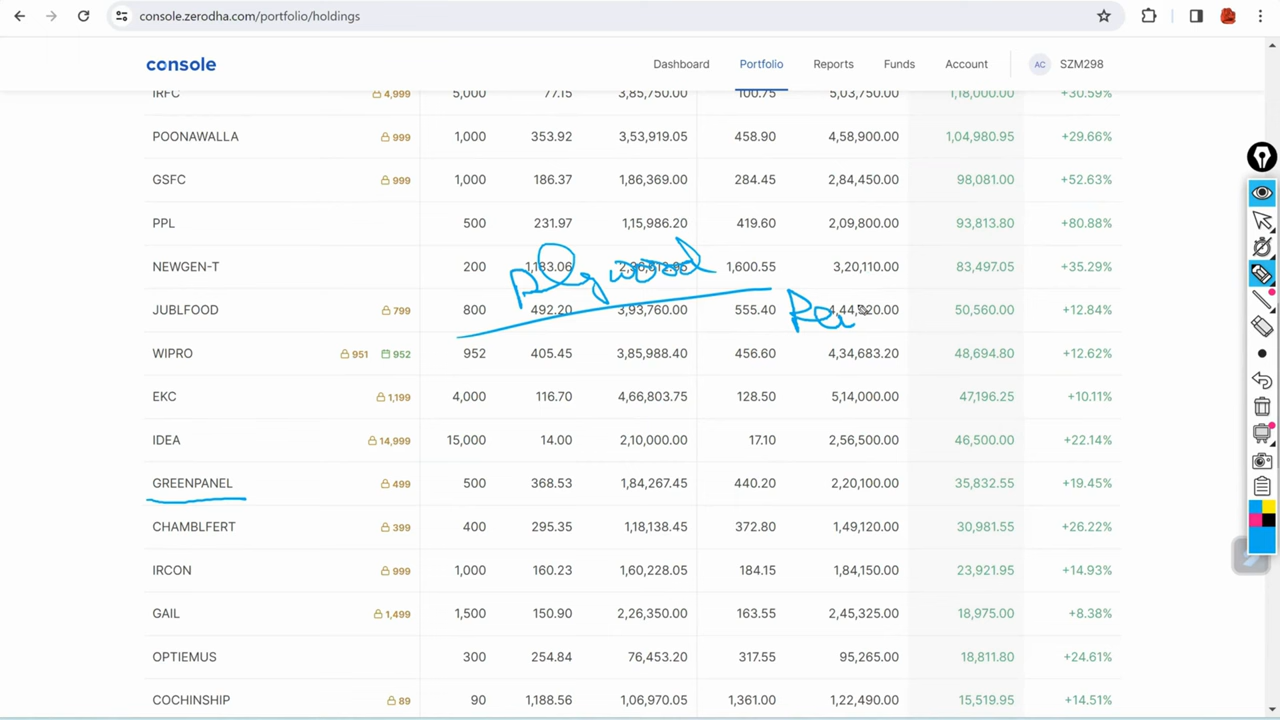 console.zerodha.com/portfolio/holdings
console Dashboard Portfolio Reports Funds Account AC SZM298
IRFC 4,999 5,000 77.15 3,85,750.00 100.75 5,03,750.00 1,18,000.00 +30.59%
POONAWALLA 999 1,000 353.92 3,53,919.05 458.90 4,58,900.00 1,04,980.95 +29.66%
GSFC 999 1,000 186.37 1,86,369.00 284.45 2,84,450.00 98,081.00 +52.63%
PPL 500 231.97 1,15,986.20 419.60 2,09,800.00 93,813.80 +80.88%
plywood
NEWGEN-T 200 1,183.06 1,600.55 3,20,110.00 83,497.05 +35.29%
JUBLFOOD 799 800 492.20 3,93,760.00 555.40 50,560.00 +12.84%
WIPRO 951 952 952 405.45 3,85,988.40 456.60 4,34,683.20 48,694.80 +12.62%
EKC 1,199 4,000 116.70 4,66,803.75 128.50 5,14,000.00 47,196.25 +10.11%
IDEA 14,999 15,000 14.00 2,10,000.00 17.10 2,56,500.00 46,500.00 +22.14%
GREENPANEL 499 500 368.53 1,84,267.45 440.20 2,20,100.00 35,832.55 +19.45%
CHAMBLFERT 399 400 295.35 1,18,138.45 372.80 1,49,120.00 30,981.55 +26.22%
IRCON 999 1,000 160.23 1,60,228.05 184.15 1,84,150.00 23,921.95 +14.93%
GAIL 1,499 1,500 150.90 2,26,350.00 163.55 2,45,325.00 18,975.00 +8.38%
OPTIEMUS 300 254.84 76,453.20 317.55 95,265.00 18,811.80 +24.61%
COCHINSHIP 89 90 1,188.56 1,06,970.05 1,361.00 1,22,490.00 15,519.95 +14.51%